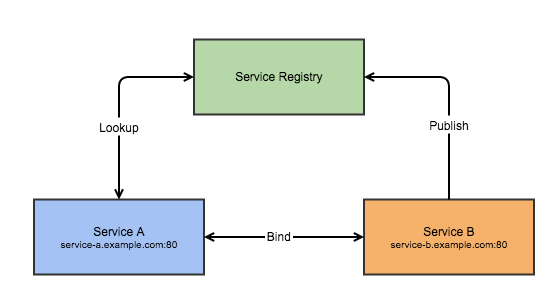 Service Registry
Lookup
Publish
Service A
service-a.example.com:80
Bind
Service B
service-b.example.com:80